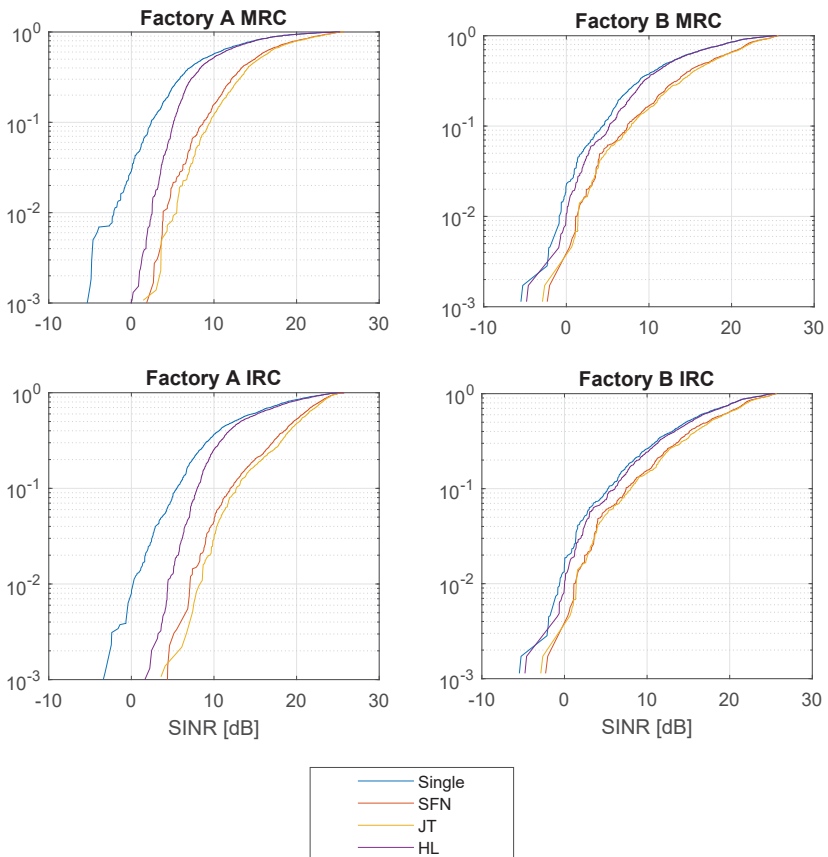 Factory A MRC
10^0
10^-1
10^-2
10^-3
-10 0 10 20 30
Factory B MRC
10^0
10^-1
10^-2
10^-3
-10 0 10 20 30
Factory A IRC
10^0
10^-1
10^-2
10^-3
-10 0 10 20 30
SINR [dB]
Factory B IRC
10^0
10^-1
10^-2
10^-3
-10 0 10 20 30
SINR [dB]
Single
SFN
JT
HL